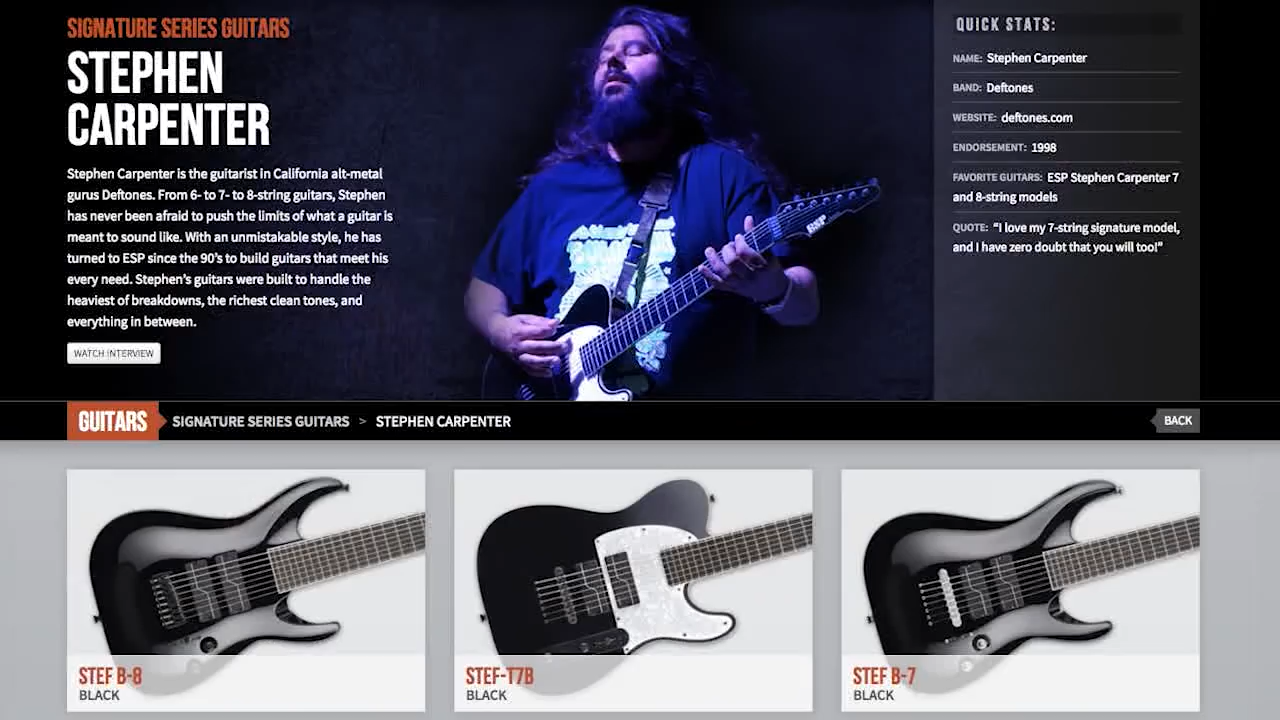 SIGNATURE SERIES GUITARS
STEPHEN
CARPENTER
Stephen Carpenter is the guitarist in California alt-metal
gurus Deftones. From 6- to 7- to 8-string guitars, Stephen
has never been afraid to push the limits of what a guitar is
meant to sound like. With an unmistakable style, he has
turned to ESP since the 90’s to build guitars that meet his
every need. Stephen’s guitars were built to handle the
heaviest of breakdowns, the richest clean tones, and
everything in between.
WATCH INTERVIEW
ESP
QUICK STATS:
NAME: Stephen Carpenter
BAND: Deftones
WEBSITE: deftones.com
ENDORSEMENT: 1998
FAVORITE GUITARS: ESP Stephen Carpenter 7
and 8-string models
QUOTE: “I love my 7-string signature model,
and I have zero doubt that you will too!”
GUITARS SIGNATURE SERIES GUITARS > STEPHEN CARPENTER BACK
STEF B-8
BLACK
STEF-T7B
BLACK
STEF B-7
BLACK